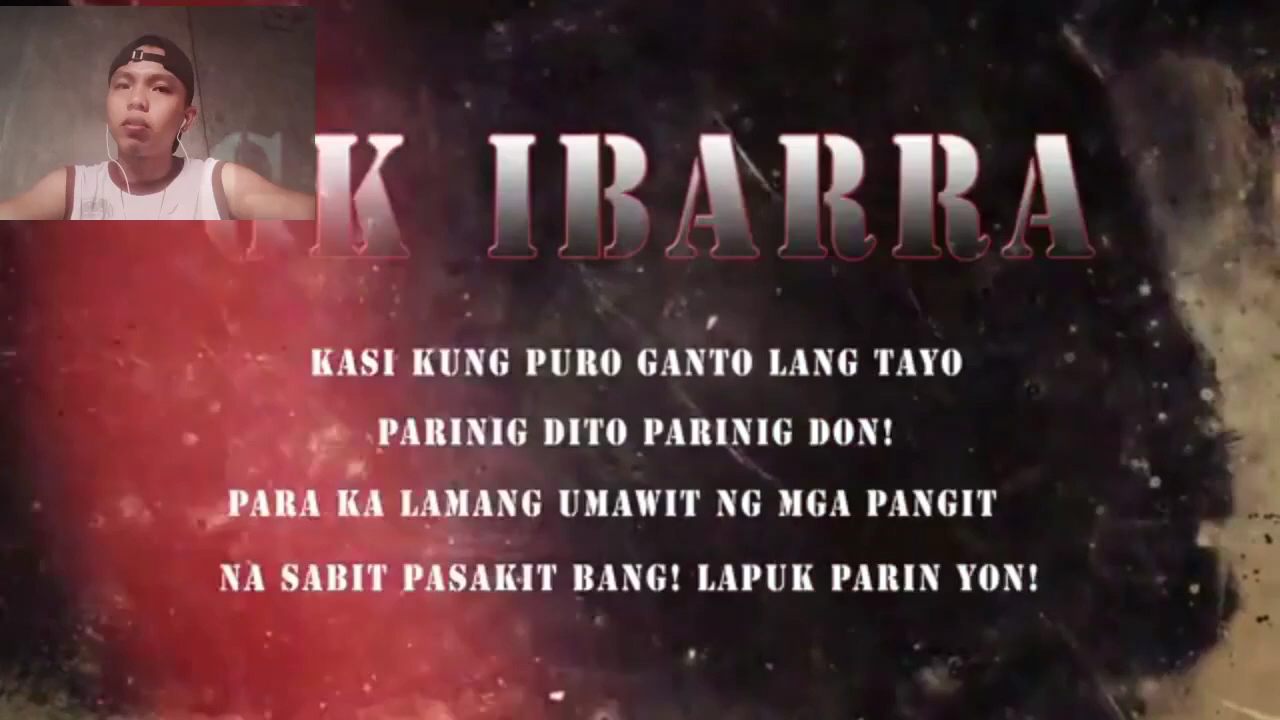 GK IBARRA
KASI KUNG PURO GANTO LANG TAYO
PARINIG DITO PARINIG DON!
PARA KA LAMANG UMAWIT NG MGA PANGIT
NA SABIT PASAKIT BANG! LAPUK PARIN YON!